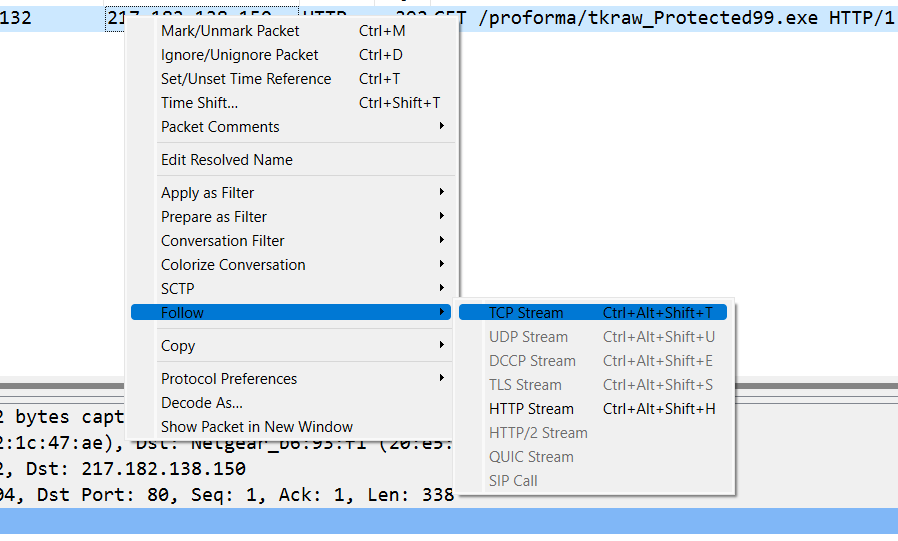 132 217.182.138.150 HTTP 392 GET /proforma/tkraw_Protected99.exe HTTP/1
Mark/Unmark Packet Ctrl+M
Ignore/Unignore Packet Ctrl+D
Set/Unset Time Reference Ctrl+T
Time Shift... Ctrl+Shift+T
Packet Comments
Edit Resolved Name
Apply as Filter
Prepare as Filter
Conversation Filter
Colorize Conversation
SCTP
Follow
TCP Stream Ctrl+Alt+Shift+T
UDP Stream Ctrl+Alt+Shift+U
DCCP Stream Ctrl+Alt+Shift+E
TLS Stream Ctrl+Alt+Shift+S
HTTP Stream Ctrl+Alt+Shift+H
HTTP/2 Stream
QUIC Stream
SIP Call
Copy
Protocol Preferences
Decode As...
Show Packet in New Window
2 bytes capt
2:1c:47:ae), Dst: Netgear_b6:93:f1 (20:e5:
2, Dst: 217.182.138.150
04, Dst Port: 80, Seq: 1, Ack: 1, Len: 338